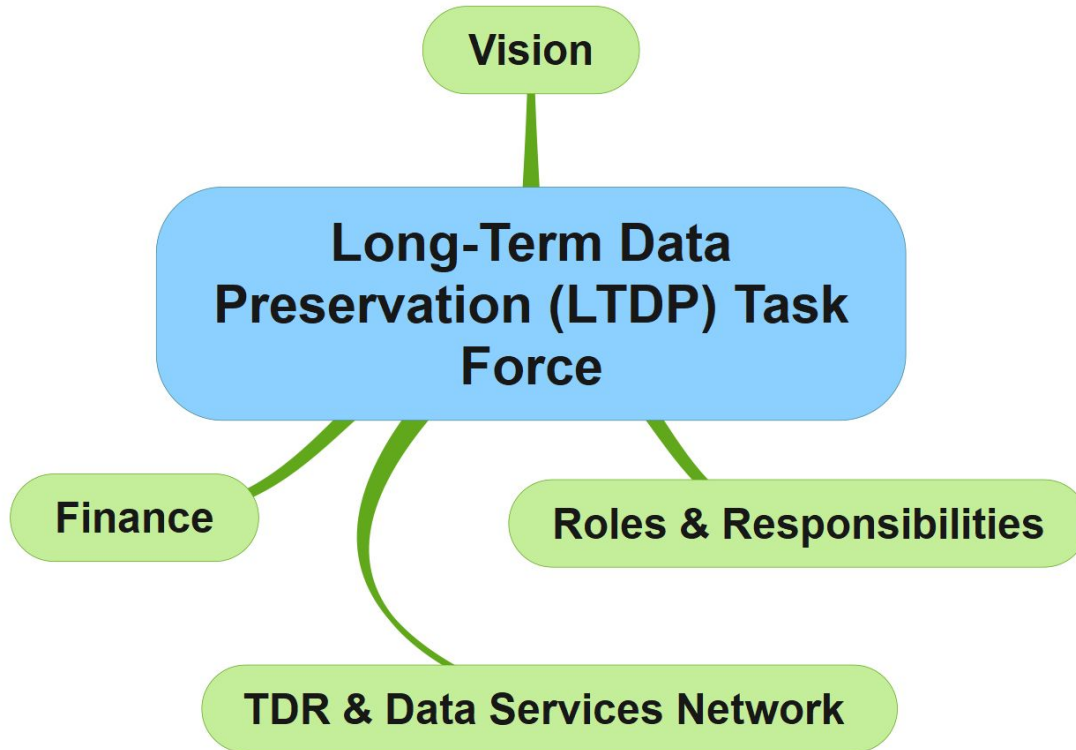 Vision
Long-Term Data
Preservation (LTDP) Task
Force
Finance
Roles & Responsibilities
TDR & Data Services Network